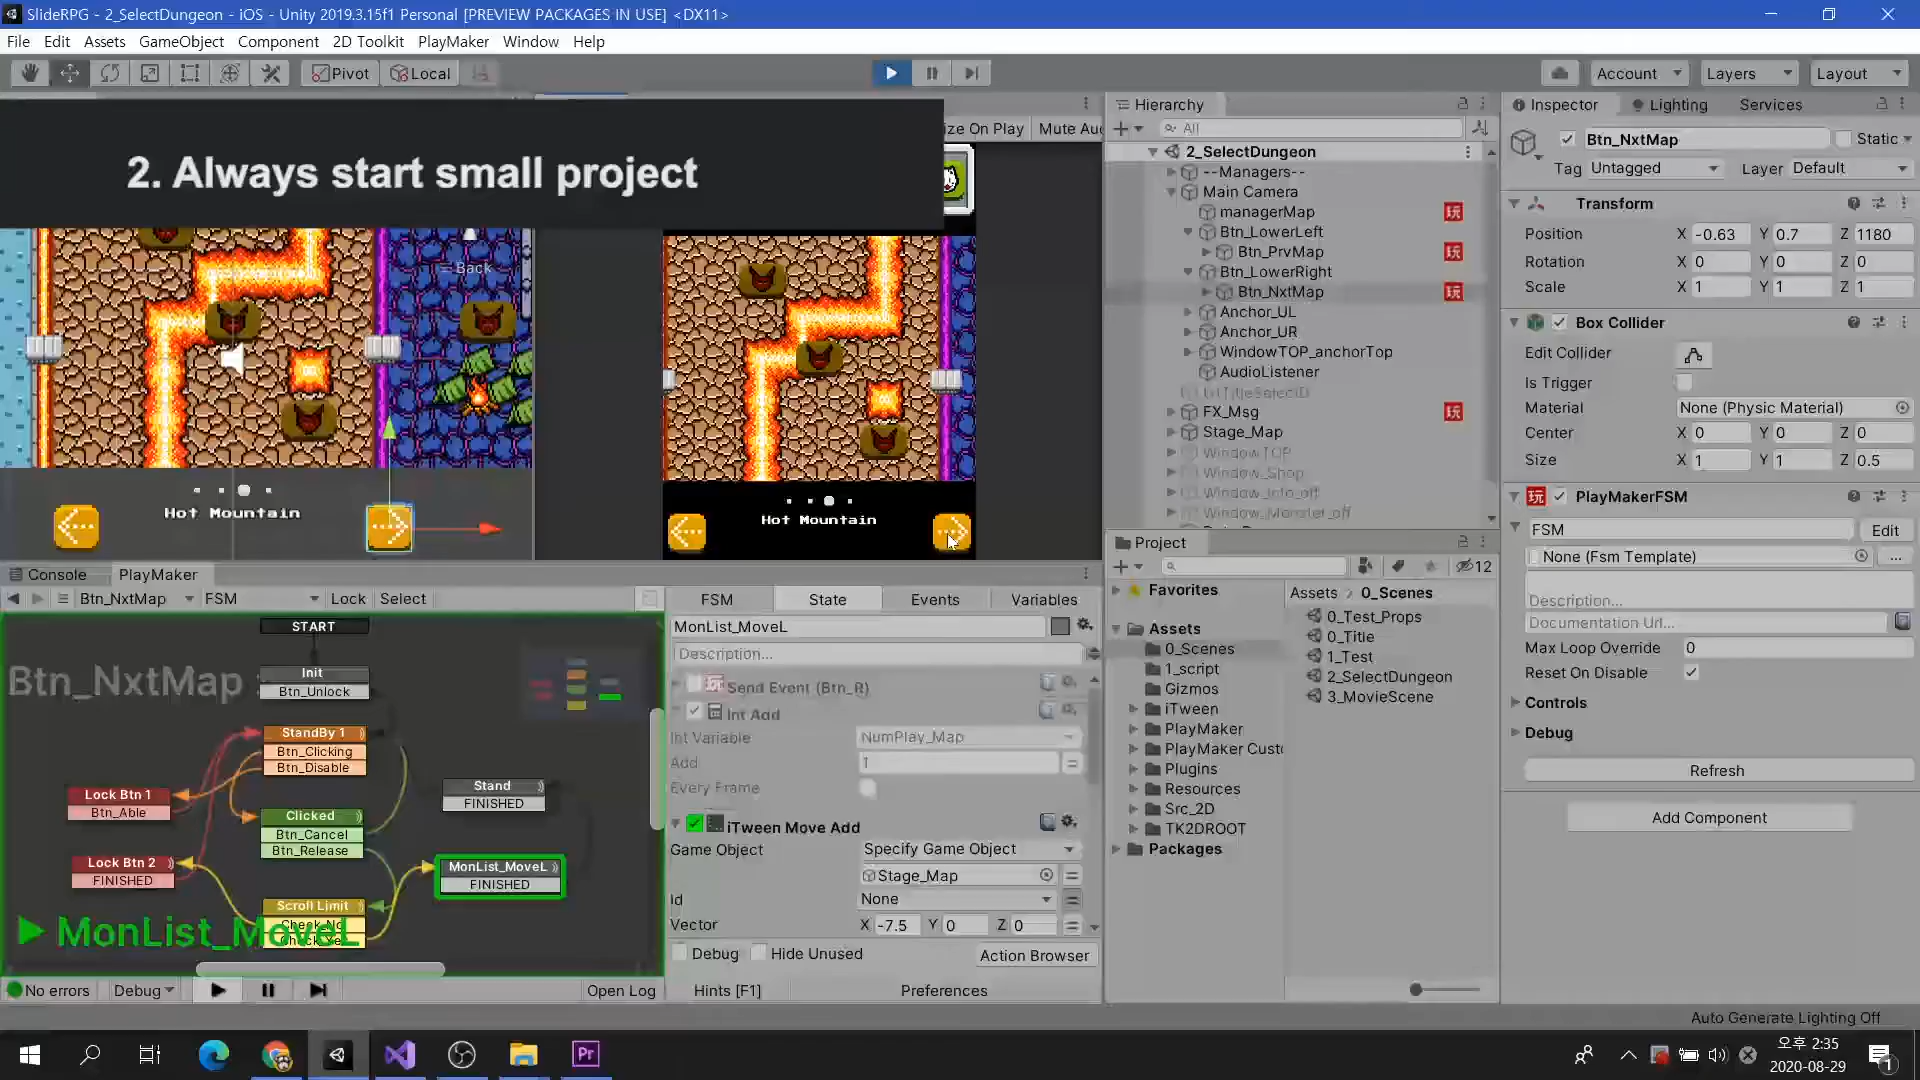 SlideRPG - 2_SelectDungeon - iOS - Unity 2019.3.15f1 Personal [PREVIEW PACKAGES IN USE] <DX11>
File Edit Assets GameObject Component 2D Toolkit PlayMaker Window Help
Pivot Local Account Layers Layout
2. Always start small project
ize On Play Mute Au
Back
Hot Mountain
Hot Mountain
Hierarchy
All
2_SelectDungeon
--Managers--
Main Camera
managerMap
Btn_LowerLeft
Btn_PrvMap
Btn_LowerRight
Btn_NxtMap
Anchor_UL
Anchor_UR
WindowTOP_anchorTop
AudioListener
FX_Msg
Stage_Map
WindowTOP
Window_Shop
Window_Info_off
Window_Monster_off
Inspector Lighting Services
Btn_NxtMap Static
Tag Untagged Layer Default
Transform
Position X -0.63 Y 0.7 Z 1180
Rotation X 0 Y 0 Z 0
Scale X 1 Y 1 Z 1
Box Collider
Edit Collider
Is Trigger
Material None (Physic Material)
Center X 0 Y 0 Z 0
Size X 1 Y 1 Z 0.5
PlayMakerFSM
FSM Edit
None (Fsm Template) ...
Description...
Documentation Url...
Max Loop Override 0
Reset On Disable
Controls
Debug
Refresh
Add Component
Console PlayMaker
Btn_NxtMap FSM Lock Select
Btn_NxtMap
START
Init
Btn_Unlock
StandBy 1
Btn_Clicking
Btn_Disable
Lock Btn 1
Btn_Able
Clicked
Btn_Cancel
Btn_Release
Stand
FINISHED
Lock Btn 2
FINISHED
MonList_MoveL
FINISHED
Scroll Limit
MonList_MoveL
No errors Debug Open Log
FSM State Events Variables
MonList_MoveL
Description...
Send Event (Btn_R)
Int Add
Int Variable NumPlay_Map
Add 1
Every Frame
iTween Move Add
Game Object Specify Game Object
Stage_Map
Id None
Vector X -7.5 Y 0 Z 0
Debug Hide Unused Action Browser
Hints [F1] Preferences
Project
12
Favorites
Assets
0_Scenes
1_script
Gizmos
iTween
PlayMaker
PlayMaker Cust
Plugins
Resources
Src_2D
TK2DROOT
Packages
Assets > 0_Scenes
0_Test_Props
0_Title
1_Test
2_SelectDungeon
3_MovieScene
Auto Generate Lighting Off
Pr
오후 2:35
2020-08-29
1